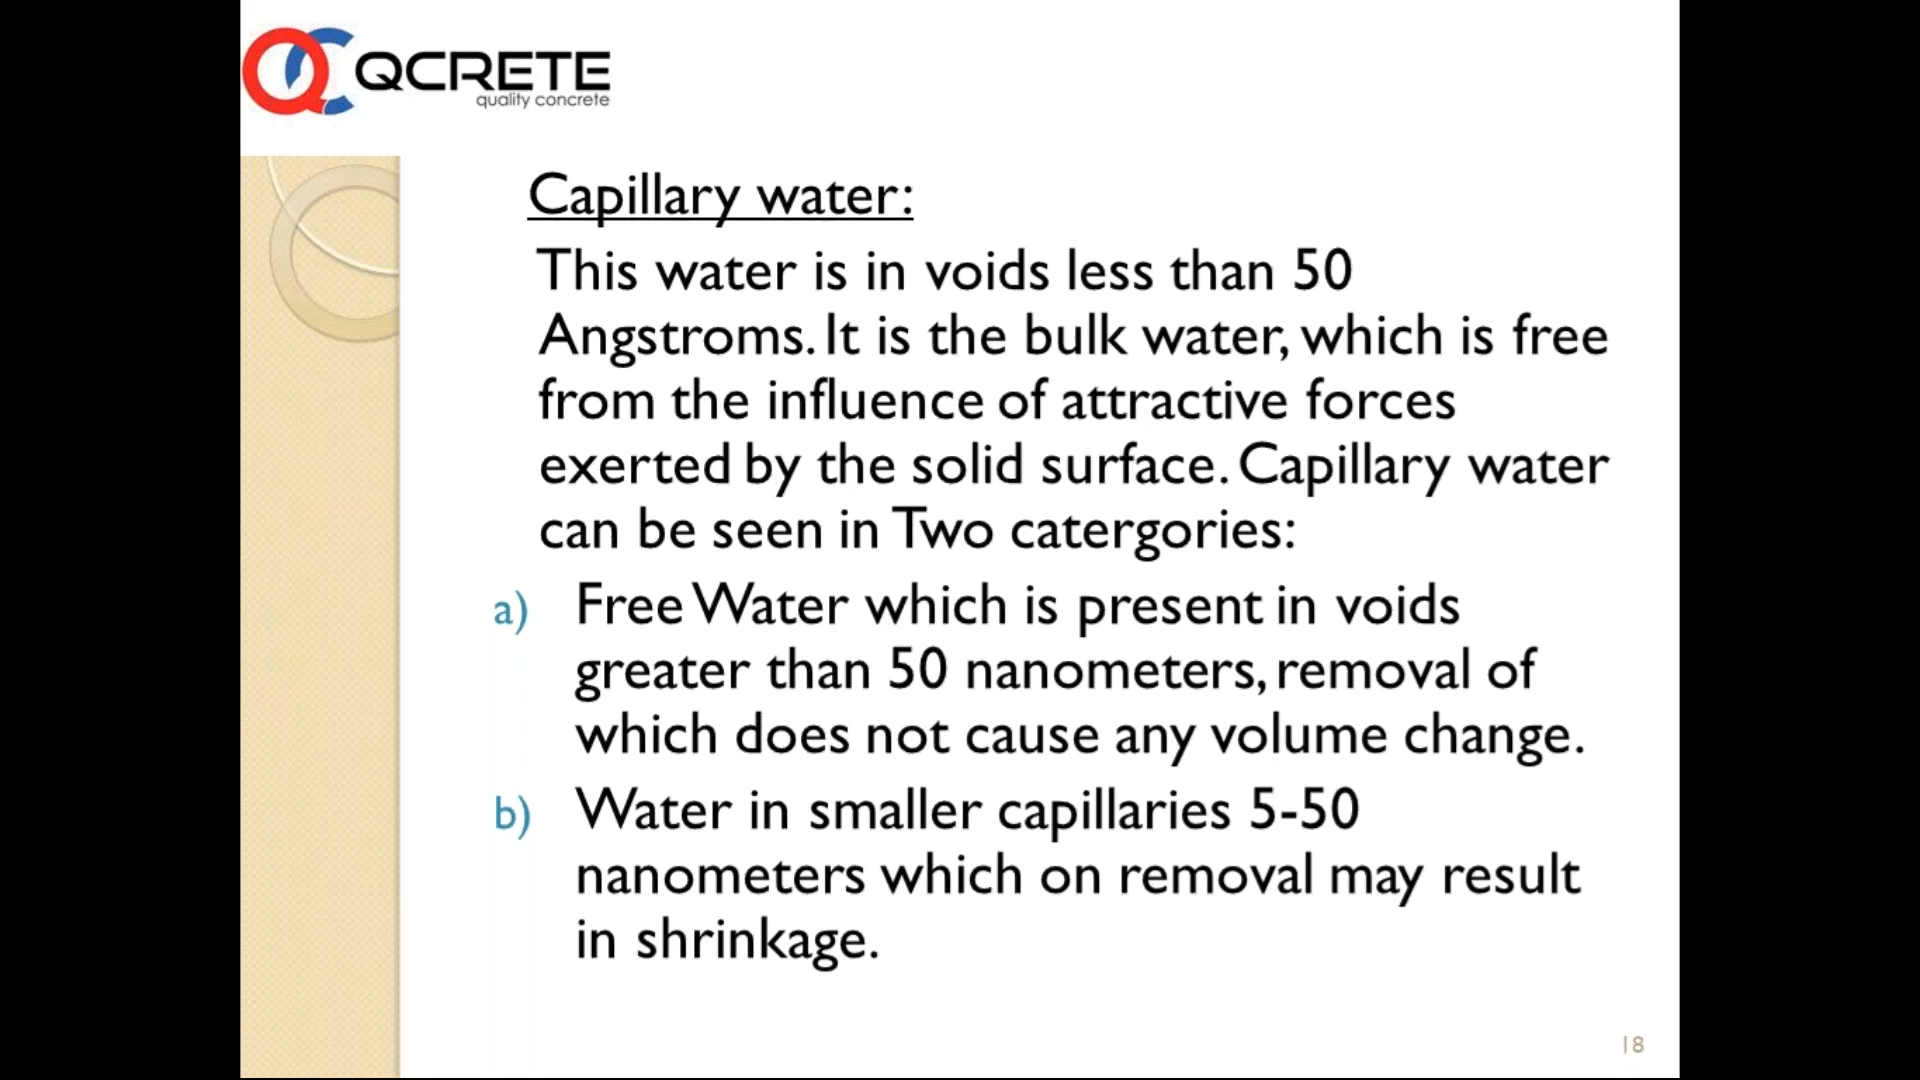 QCRETE
quality concrete
Capillary water:
This water is in voids less than 50
Angstroms. It is the bulk water, which is free
from the influence of attractive forces
exerted by the solid surface. Capillary water
can be seen in Two catergories:
a) Free Water which is present in voids
greater than 50 nanometers, removal of
which does not cause any volume change.
b) Water in smaller capillaries 5-50
nanometers which on removal may result
in shrinkage.
18